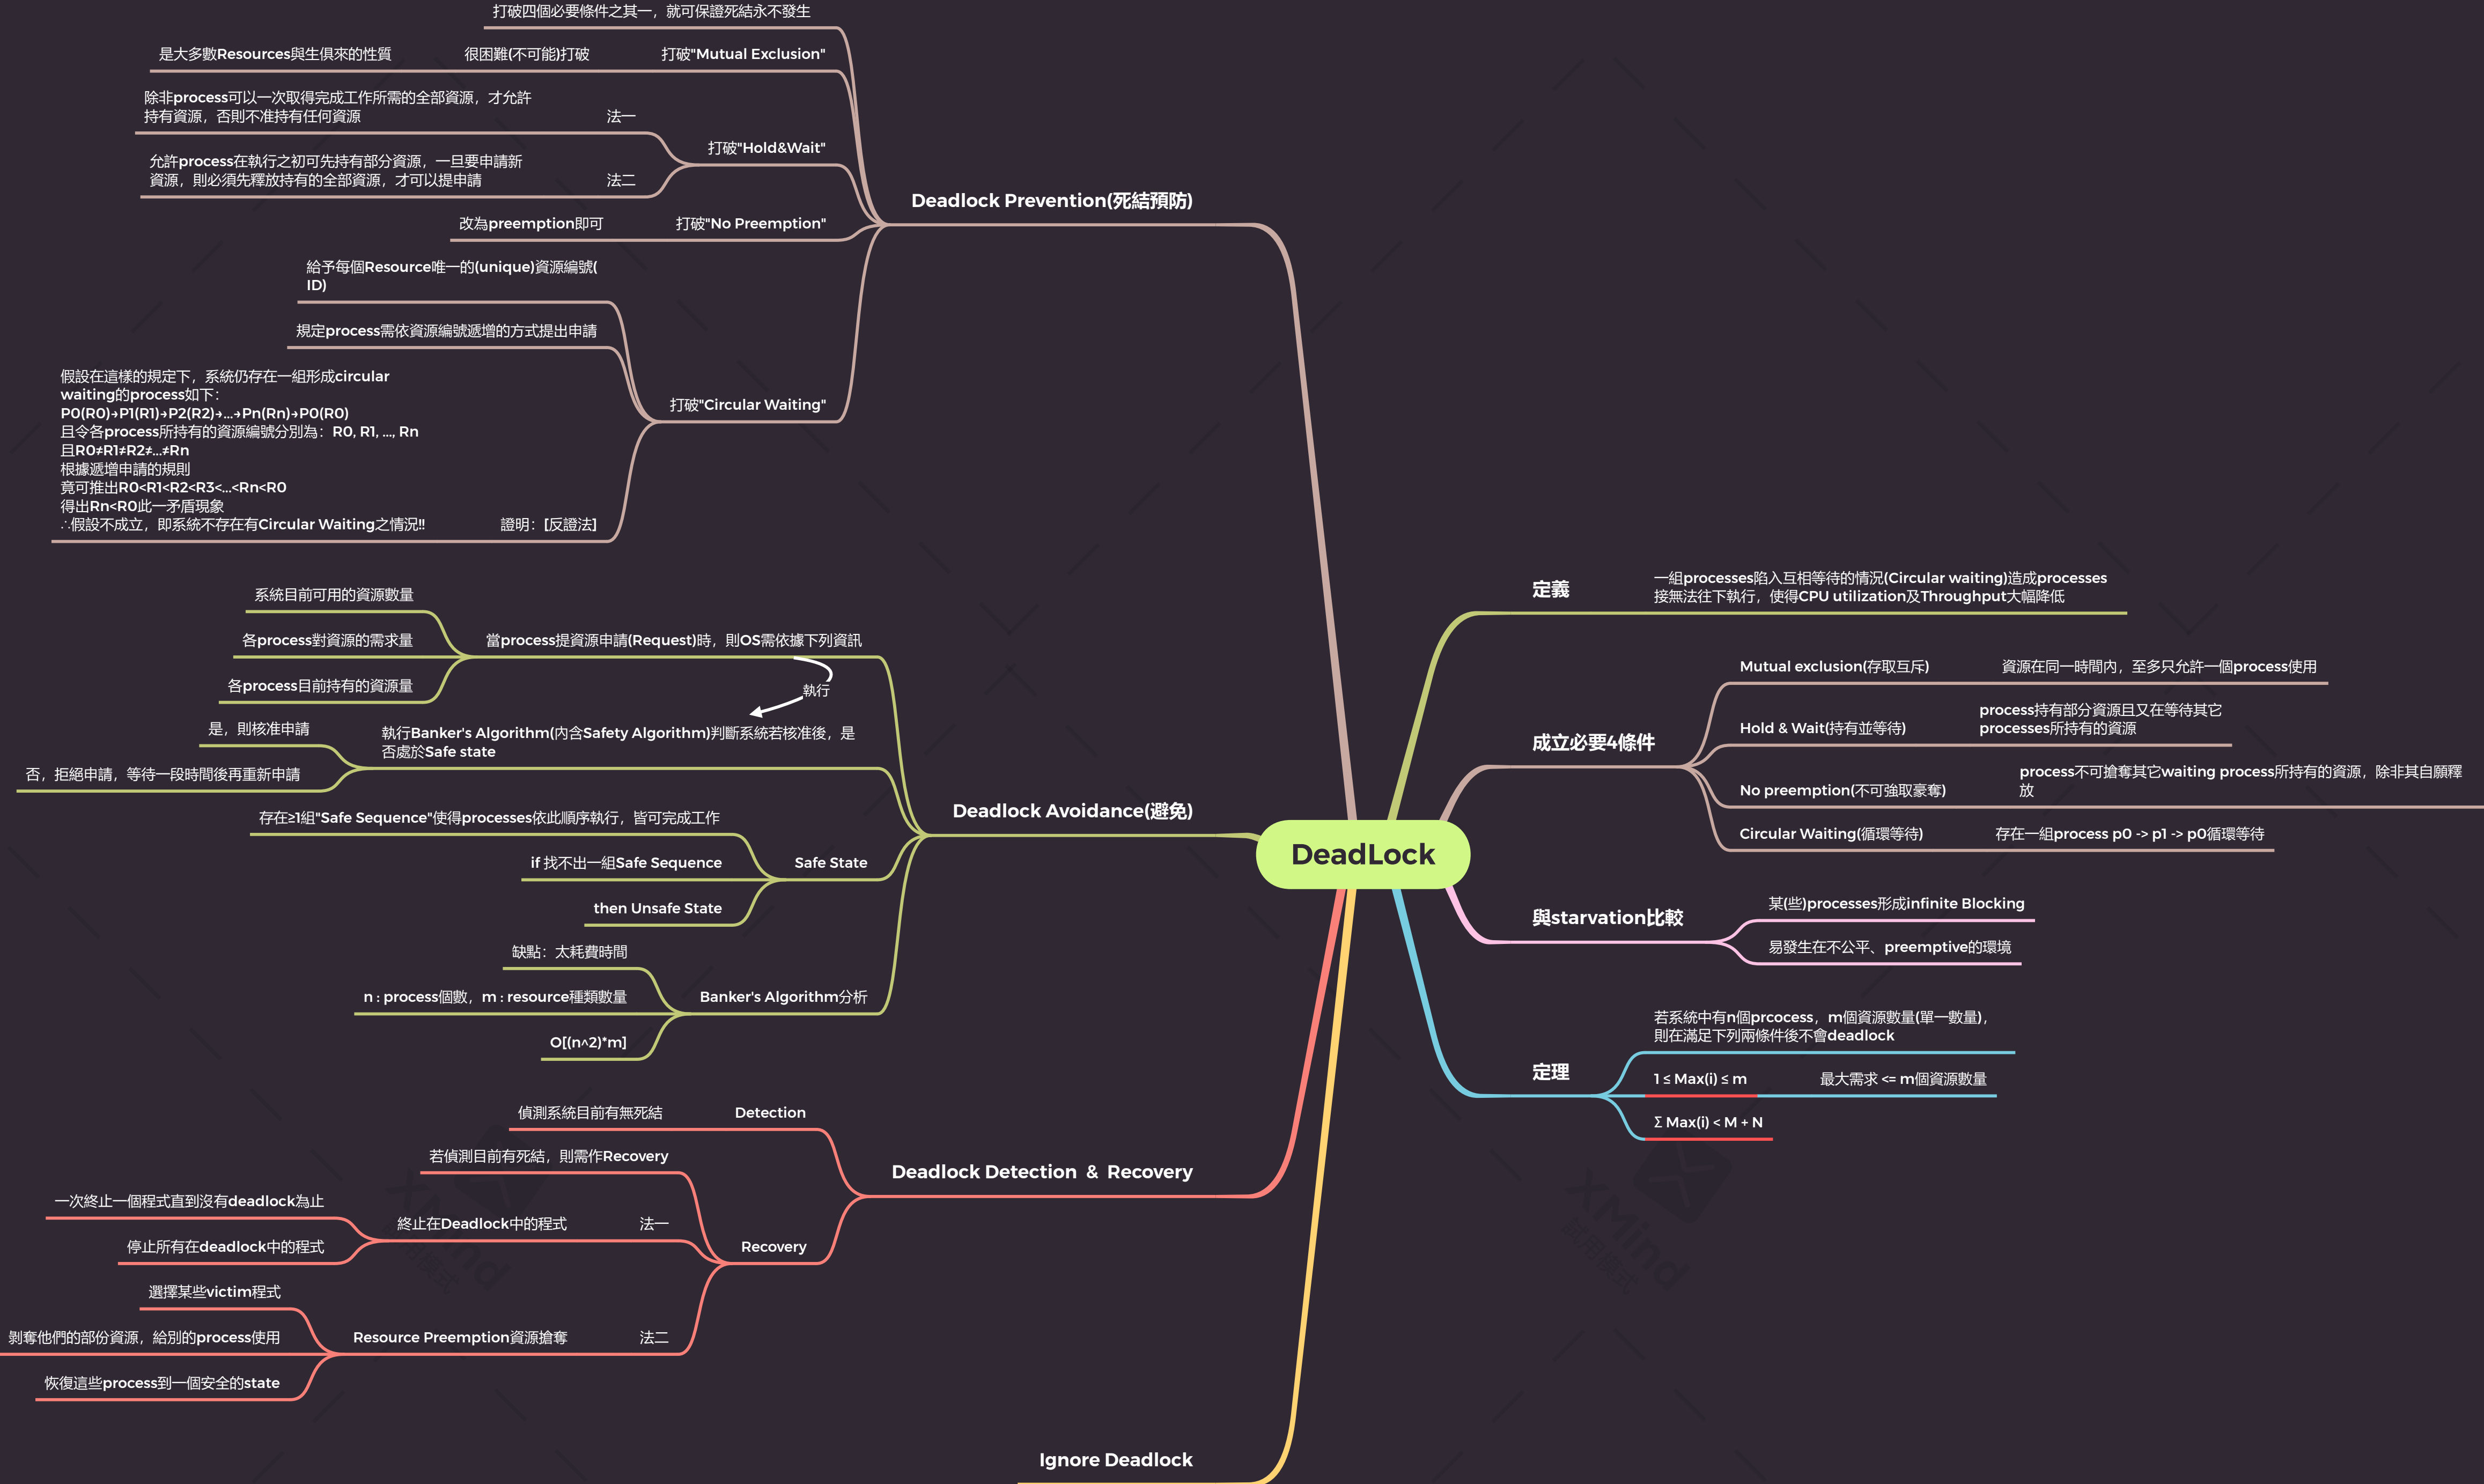 打破四個必要條件之其一，就可保證死結永不發生
是大多數Resources與生俱來的性質
很困難(不可能)打破
打破"Mutual Exclusion"
除非process可以一次取得完成工作所需的全部資源，才允許
持有資源，否則不准持有任何資源
法一
打破"Hold&Wait"
允許process在執行之初可先持有部分資源，一旦要申請新
資源，則必須先釋放持有的全部資源，才可以提申請
法二
Deadlock Prevention(死結預防)
改為preemption即可
打破"No Preemption"
給予每個Resource唯一的(unique)資源編號(
ID)
規定process需依資源編號遞增的方式提出申請
打破"Circular Waiting"
假設在這樣的規定下，系統仍存在一組形成circular
waiting的process如下：
P0(R0)→P1(R1)→P2(R2)→...→Pn(Rn)→P0(R0)
且令各process所持有的資源編號分別為：R0, R1, ..., Rn
且R0≠R1≠R2≠...≠Rn
根據遞增申請的規則
竟可推出R0<R1<R2<R3<...<Rn<R0
得出Rn<R0此一矛盾現象
∴假設不成立，即系統不存在有Circular Waiting之情況!!
證明：[反證法]
系統目前可用的資源數量
各process對資源的需求量
各process目前持有的資源量
當process提資源申請(Request)時，則OS需依據下列資訊
執行
是，則核准申請
否，拒絕申請，等待一段時間後再重新申請
執行Banker's Algorithm(內含Safety Algorithm)判斷系統若核准後，是
否處於Safe state
Deadlock Avoidance(避免)
存在≥1組"Safe Sequence"使得processes依此順序執行，皆可完成工作
if 找不出一組Safe Sequence
then Unsafe State
Safe State
缺點：太耗費時間
n : process個數，m : resource種類數量
O[(n^2)*m]
Banker's Algorithm分析
偵測系統目前有無死結
Detection
Deadlock Detection & Recovery
若偵測目前有死結，則需作Recovery
一次終止一個程式直到沒有deadlock為止
停止所有在deadlock中的程式
終止在Deadlock中的程式
法一
Recovery
選擇某些victim程式
剝奪他們的部份資源，給別的process使用
恢復這些process到一個安全的state
Resource Preemption資源搶奪
法二
Ignore Deadlock
DeadLock
定義
一組processes陷入互相等待的情況(Circular waiting)造成processes
接無法往下執行，使得CPU utilization及Throughput大幅降低
成立必要4條件
Mutual exclusion(存取互斥)
資源在同一時間內，至多只允許一個process使用
Hold & Wait(持有並等待)
process持有部分資源且又在等待其它
processes所持有的資源
No preemption(不可強取豪奪)
process不可搶奪其它waiting process所持有的資源，除非其自願釋
放
Circular Waiting(循環等待)
存在一組process p0 -> p1 -> p0循環等待
與starvation比較
某(些)processes形成infinite Blocking
易發生在不公平、preemptive的環境
定理
若系統中有n個prcocess，m個資源數量(單一數量)，
則在滿足下列兩條件後不會deadlock
1 ≤ Max(i) ≤ m
最大需求 <= m個資源數量
Σ Max(i) < M + N
XMind
試用模式
XMind
試用模式